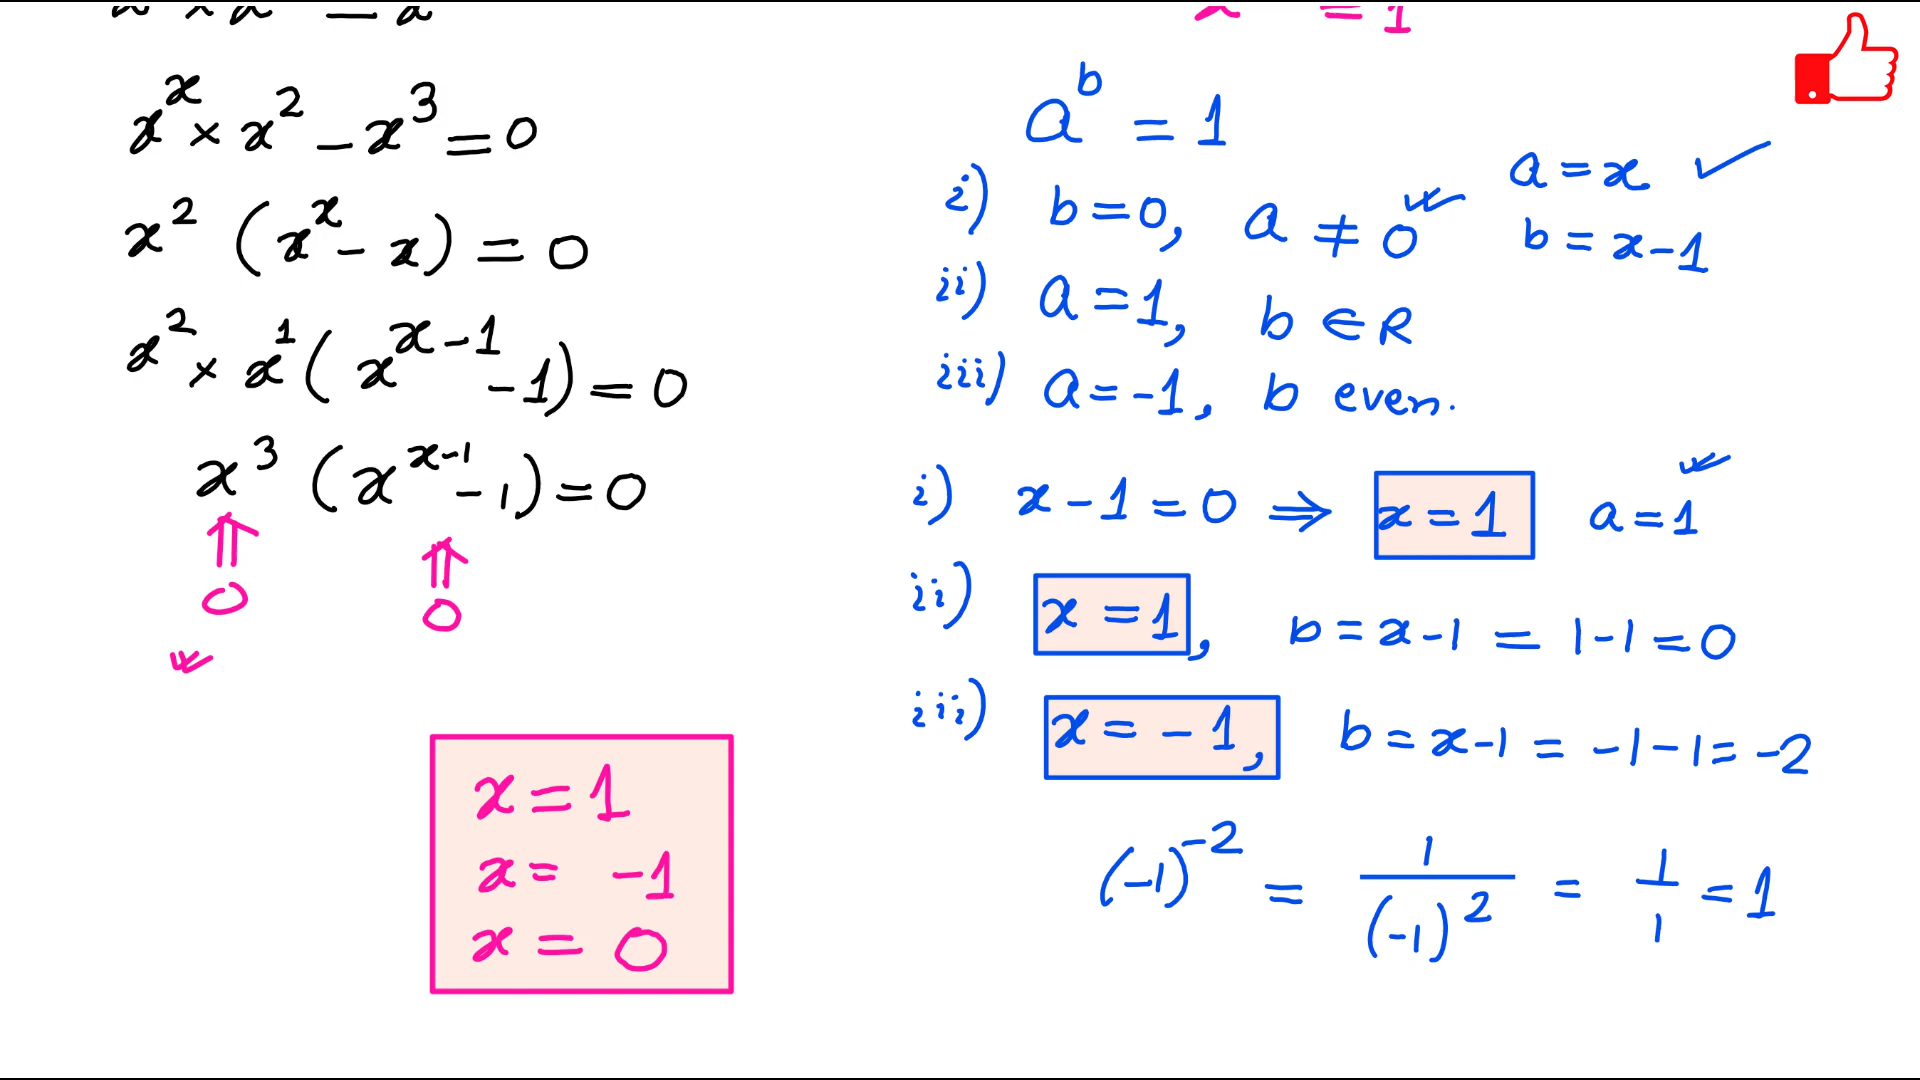 x^x × x^2 - x^3 = 0
x^2 (x^x - x) = 0
x^2 × x^1 (x^{x-1} - 1) = 0
x^3 (x^{x-1} - 1) = 0
0 0
x = 1
x = -1
x = 0
= 1
a^b = 1
a = x ✓
b = x-1
i) b = 0, a ≠ 0
ii) a = 1, b ∈ R
iii) a = -1, b even.
i) x - 1 = 0 ⇒ x = 1 a = 1
ii) x = 1, b = x-1 = 1-1 = 0
iii) x = -1, b = x-1 = -1-1 = -2
(-1)^{-2} = 1/(-1)^2 = 1/1 = 1